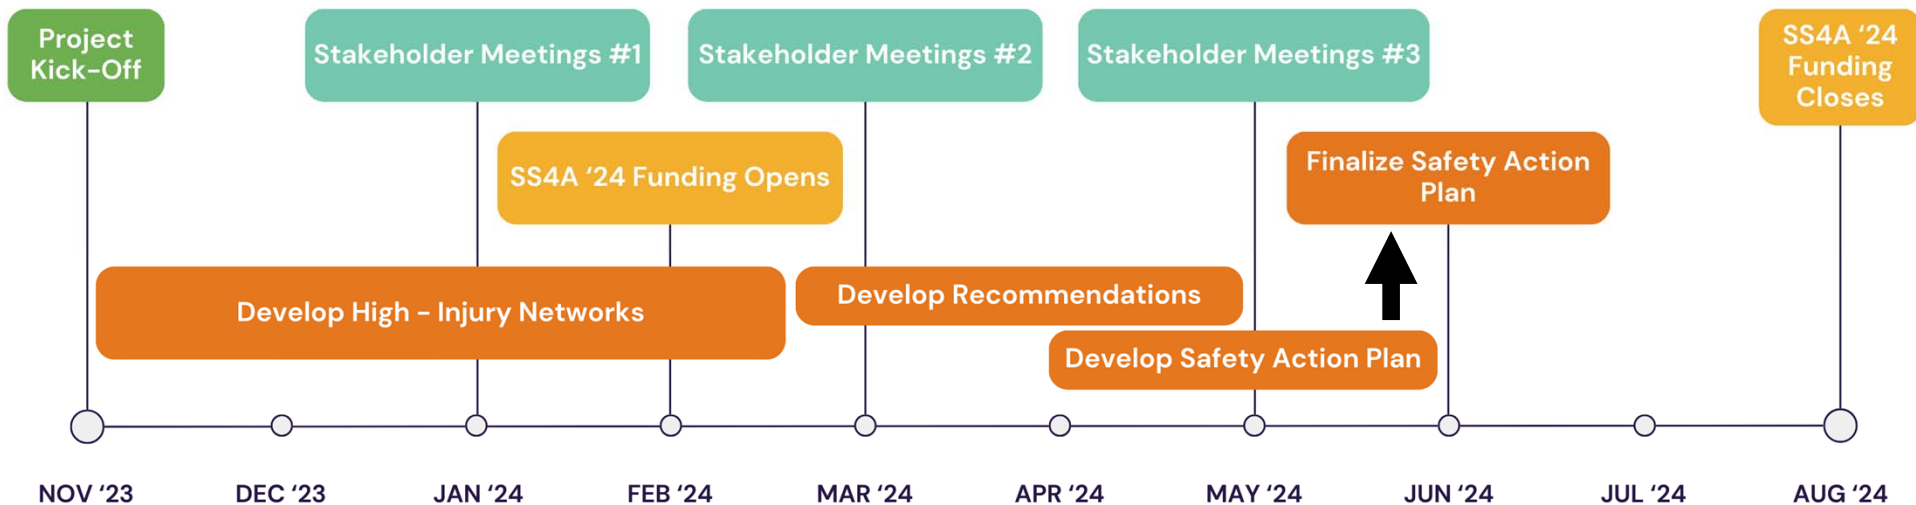 Project
Kick-Off
Stakeholder Meetings #1
Stakeholder Meetings #2
Stakeholder Meetings #3
SS4A ‘24
Funding
Closes
SS4A ‘24 Funding Opens
Finalize Safety Action
Plan
Develop High - Injury Networks
Develop Recommendations
Develop Safety Action Plan
NOV ‘23
DEC ‘23
JAN ‘24
FEB ‘24
MAR ‘24
APR ‘24
MAY ‘24
JUN ‘24
JUL ‘24
AUG ‘24